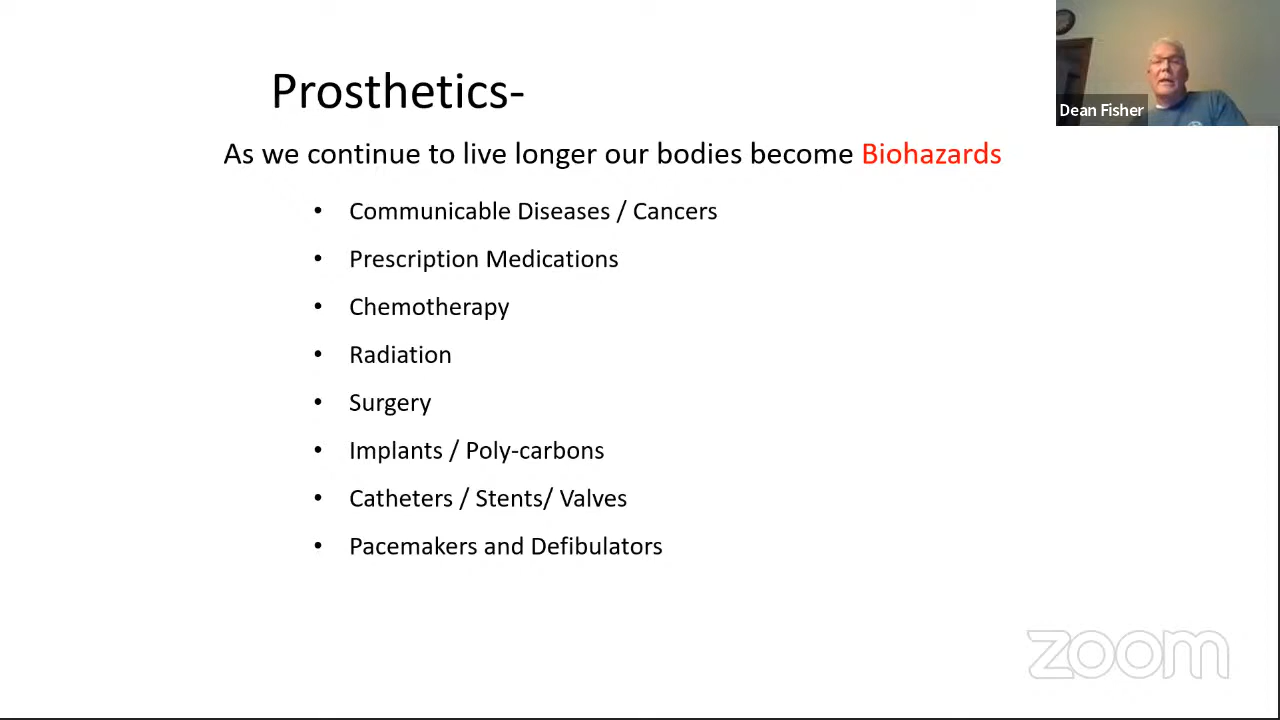 Prosthetics-
Dean Fisher
As we continue to live longer our bodies become Biohazards
• Communicable Diseases / Cancers
• Prescription Medications
• Chemotherapy
• Radiation
• Surgery
• Implants / Poly-carbons
• Catheters / Stents/ Valves
• Pacemakers and Defibulators
zoom